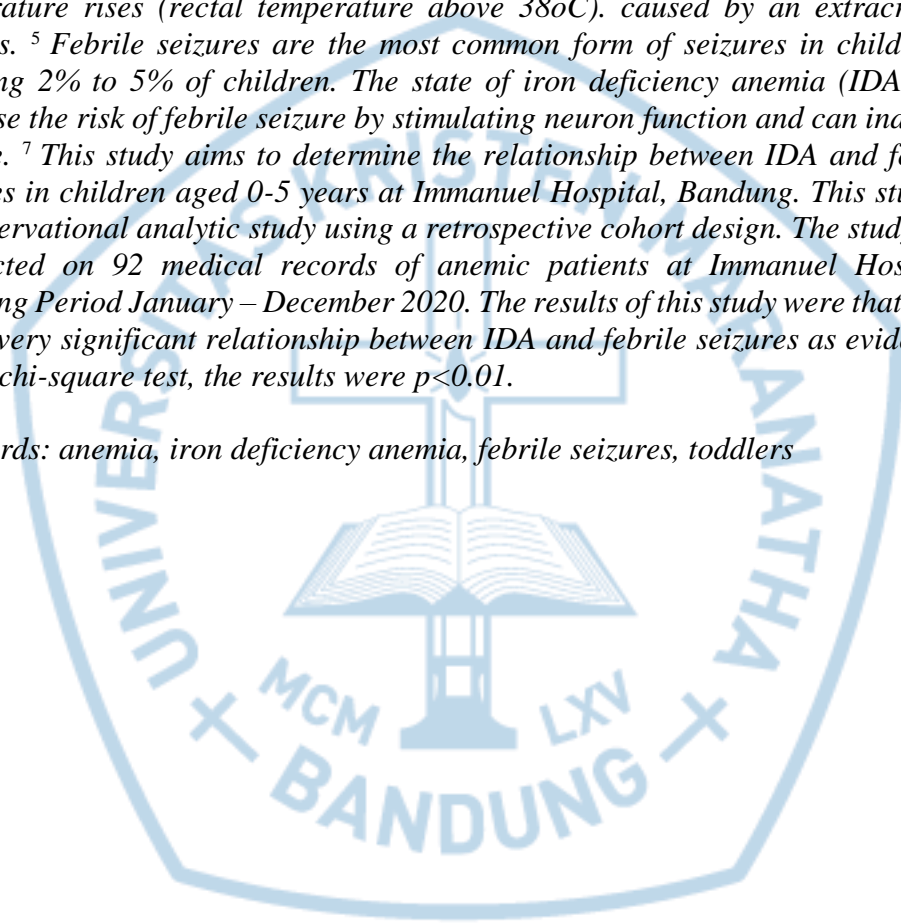 rature rises (rectal temperature above 38oC). caused by an extracr
s. 5 Febrile seizures are the most common form of seizures in child
ng 2% to 5% of children. The state of iron deficiency anemia (IDA
se the risk of febrile seizure by stimulating neuron function and can ind
e. 7 This study aims to determine the relationship between IDA and fe
es in children aged 0-5 years at Immanuel Hospital, Bandung. This stu
ervational analytic study using a retrospective cohort design. The study
cted on 92 medical records of anemic patients at Immanuel Hos
ng Period January – December 2020. The results of this study were that
very significant relationship between IDA and febrile seizures as evide
chi-square test, the results were p<0.01.
rds: anemia, iron deficiency anemia, febrile seizures, toddlers
UNIVERSITAS KRISTEN MARANATHA
MCM LXV
BANDUNG